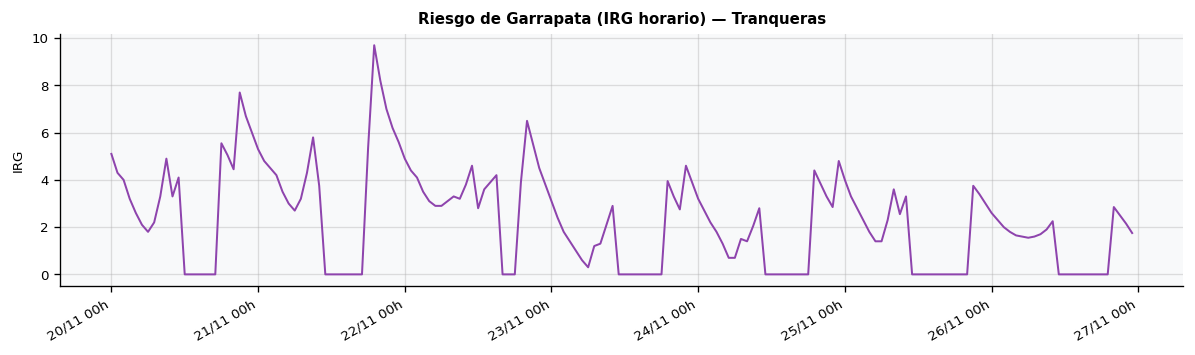 Riesgo de Garrapata (IRG horario) — Tranqueras
IRG
10
8
6
4
2
0
20/11 00h
21/11 00h
22/11 00h
23/11 00h
24/11 00h
25/11 00h
26/11 00h
27/11 00h